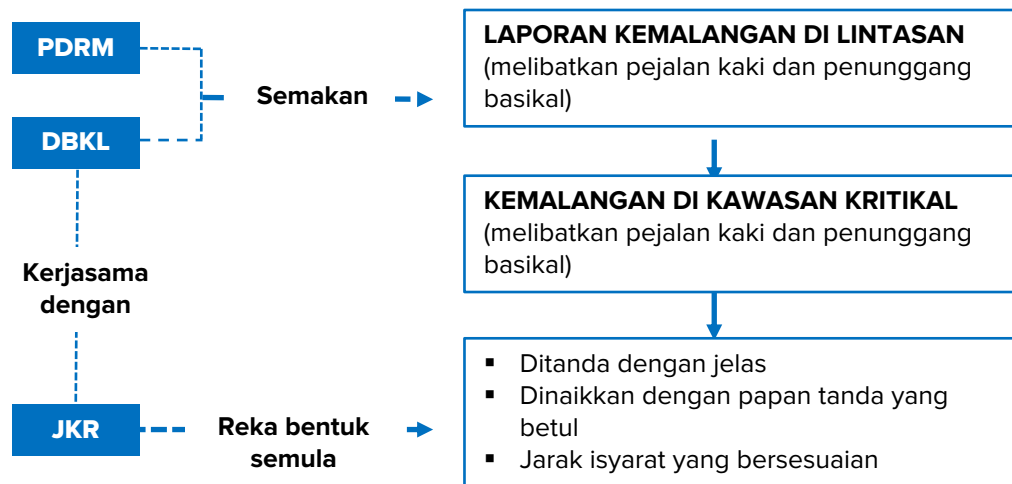 PDRM
DBKL
Semakan
LAPORAN KEMALANGAN DI LINTASAN
(melibatkan pejalan kaki dan penunggang
basikal)
KEMALANGAN DI KAWASAN KRITIKAL
(melibatkan pejalan kaki dan penunggang
basikal)
Kerjasama
dengan
JKR
Reka bentuk
semula
▪ Ditanda dengan jelas
▪ Dinaikkan dengan papan tanda yang
betul
▪ Jarak isyarat yang bersesuaian